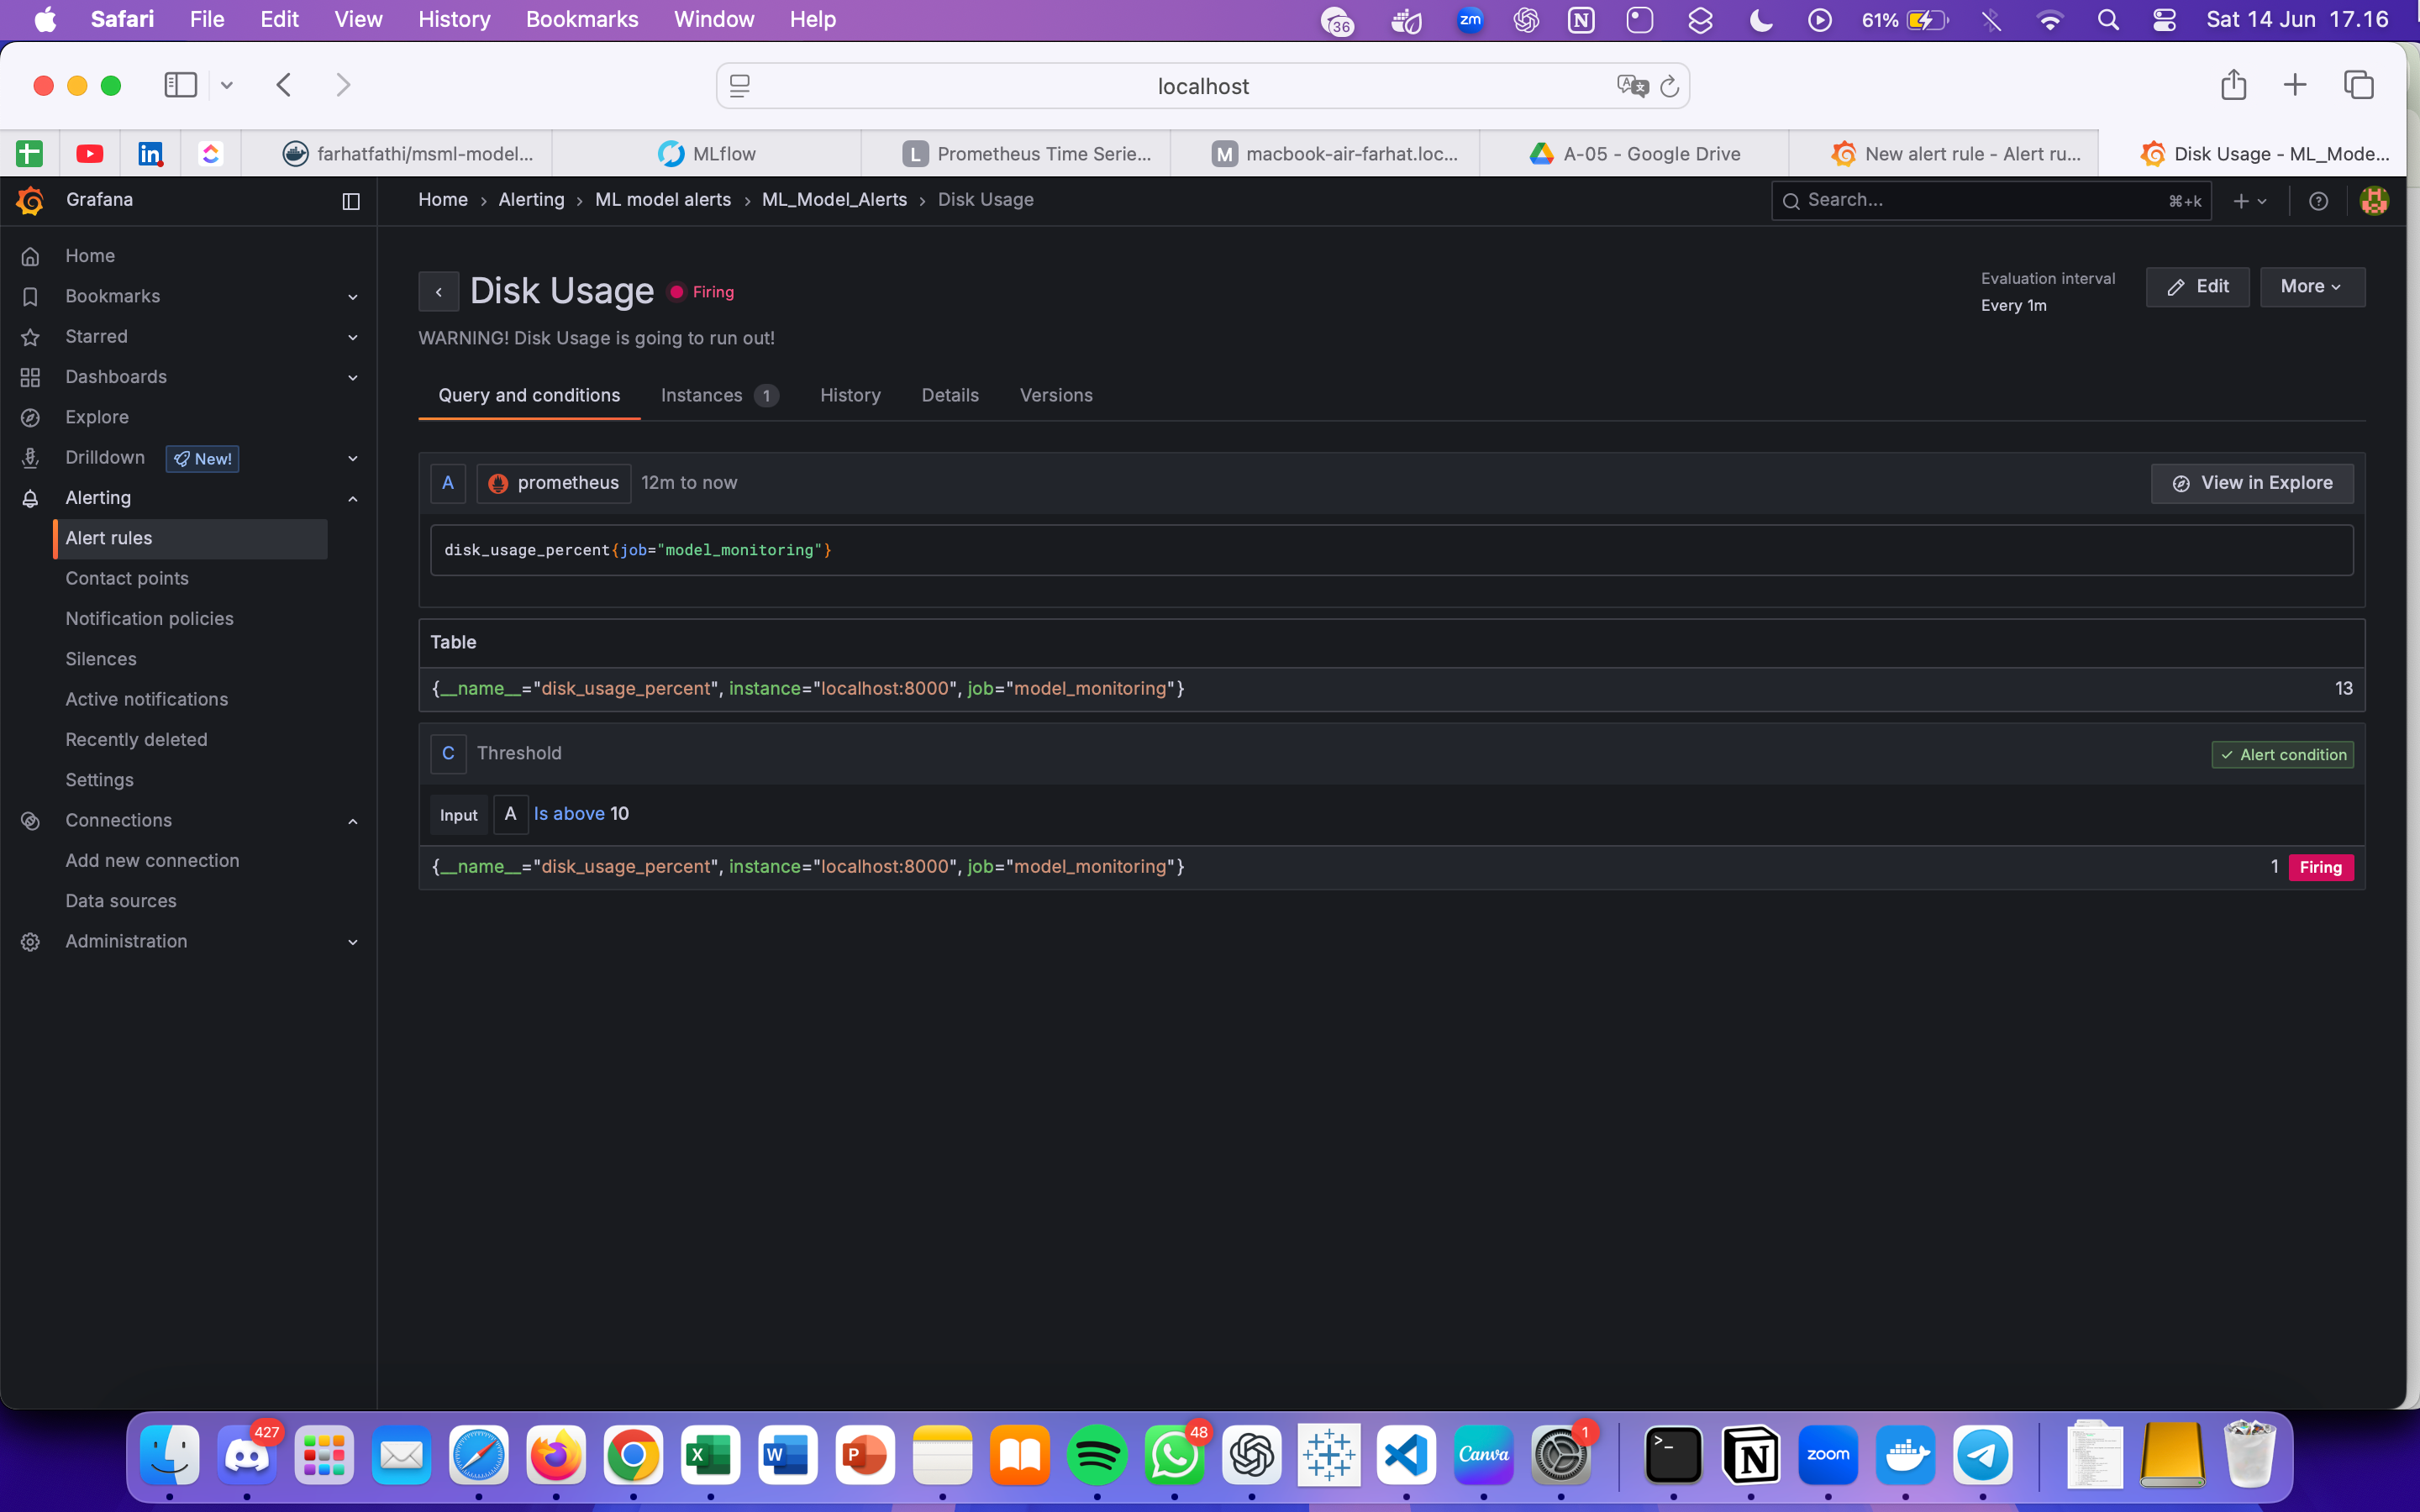 Safari File Edit View History Bookmarks Window Help
36 zm 61% Sat 14 Jun 17.16
localhost
farhatfathi/msml-model...
MLflow
L Prometheus Time Serie...
M macbook-air-farhat.loc...
A-05 - Google Drive
New alert rule - Alert ru...
Disk Usage - ML_Mode...
Grafana
Home › Alerting › ML model alerts › ML_Model_Alerts › Disk Usage
Search... ⌘+k
Home
Bookmarks
Starred
Dashboards
Explore
Drilldown New!
Alerting
Alert rules
Contact points
Notification policies
Silences
Active notifications
Recently deleted
Settings
Connections
Add new connection
Data sources
Administration
Disk Usage Firing
WARNING! Disk Usage is going to run out!
Evaluation interval
Every 1m
Edit
More
Query and conditions Instances 1 History Details Versions
A prometheus 12m to now
View in Explore
disk_usage_percent{job="model_monitoring"}
Table
{__name__="disk_usage_percent", instance="localhost:8000", job="model_monitoring"} 13
C Threshold
Alert condition
Input A Is above 10
{__name__="disk_usage_percent", instance="localhost:8000", job="model_monitoring"} 1 Firing
427
48
Canva
1
zoom